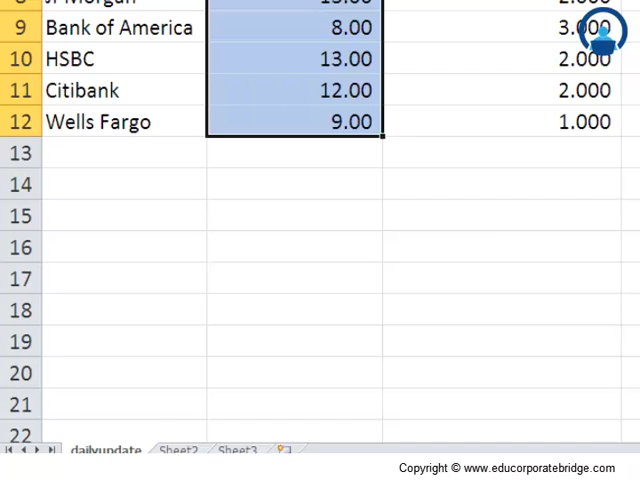 9 Bank of America 8.00 3.000
10 HSBC 13.00 2.000
11 Citibank 12.00 2.000
12 Wells Fargo 9.00 1.000
13
14
15
16
17
18
19
20
21
22
dailyupdate Sheet2 Sheet3
Copyright © www.educorporatebridge.com